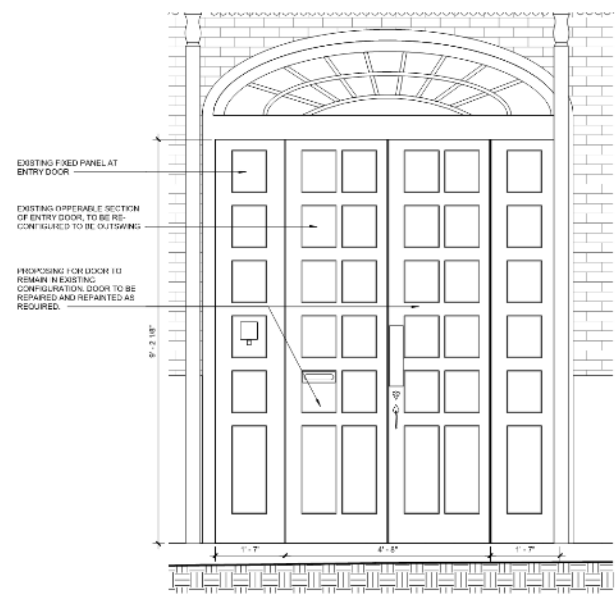 EXISTING FIXED PANEL AT
ENTRY DOOR
EXISTING OPPERABLE SECTION
OF ENTRY DOOR, TO BE RE-
CONFIGURED TO BE OUTSWING
PROPOSING FOR DOOR TO
REMAIN IN EXISTING
CONFIGURATION. DOOR TO BE
REPAIRED AND REPAINTED AS
REQUIRED.
9' - 2 1/8"
1' - 7"
4' - 8"
1' - 7"